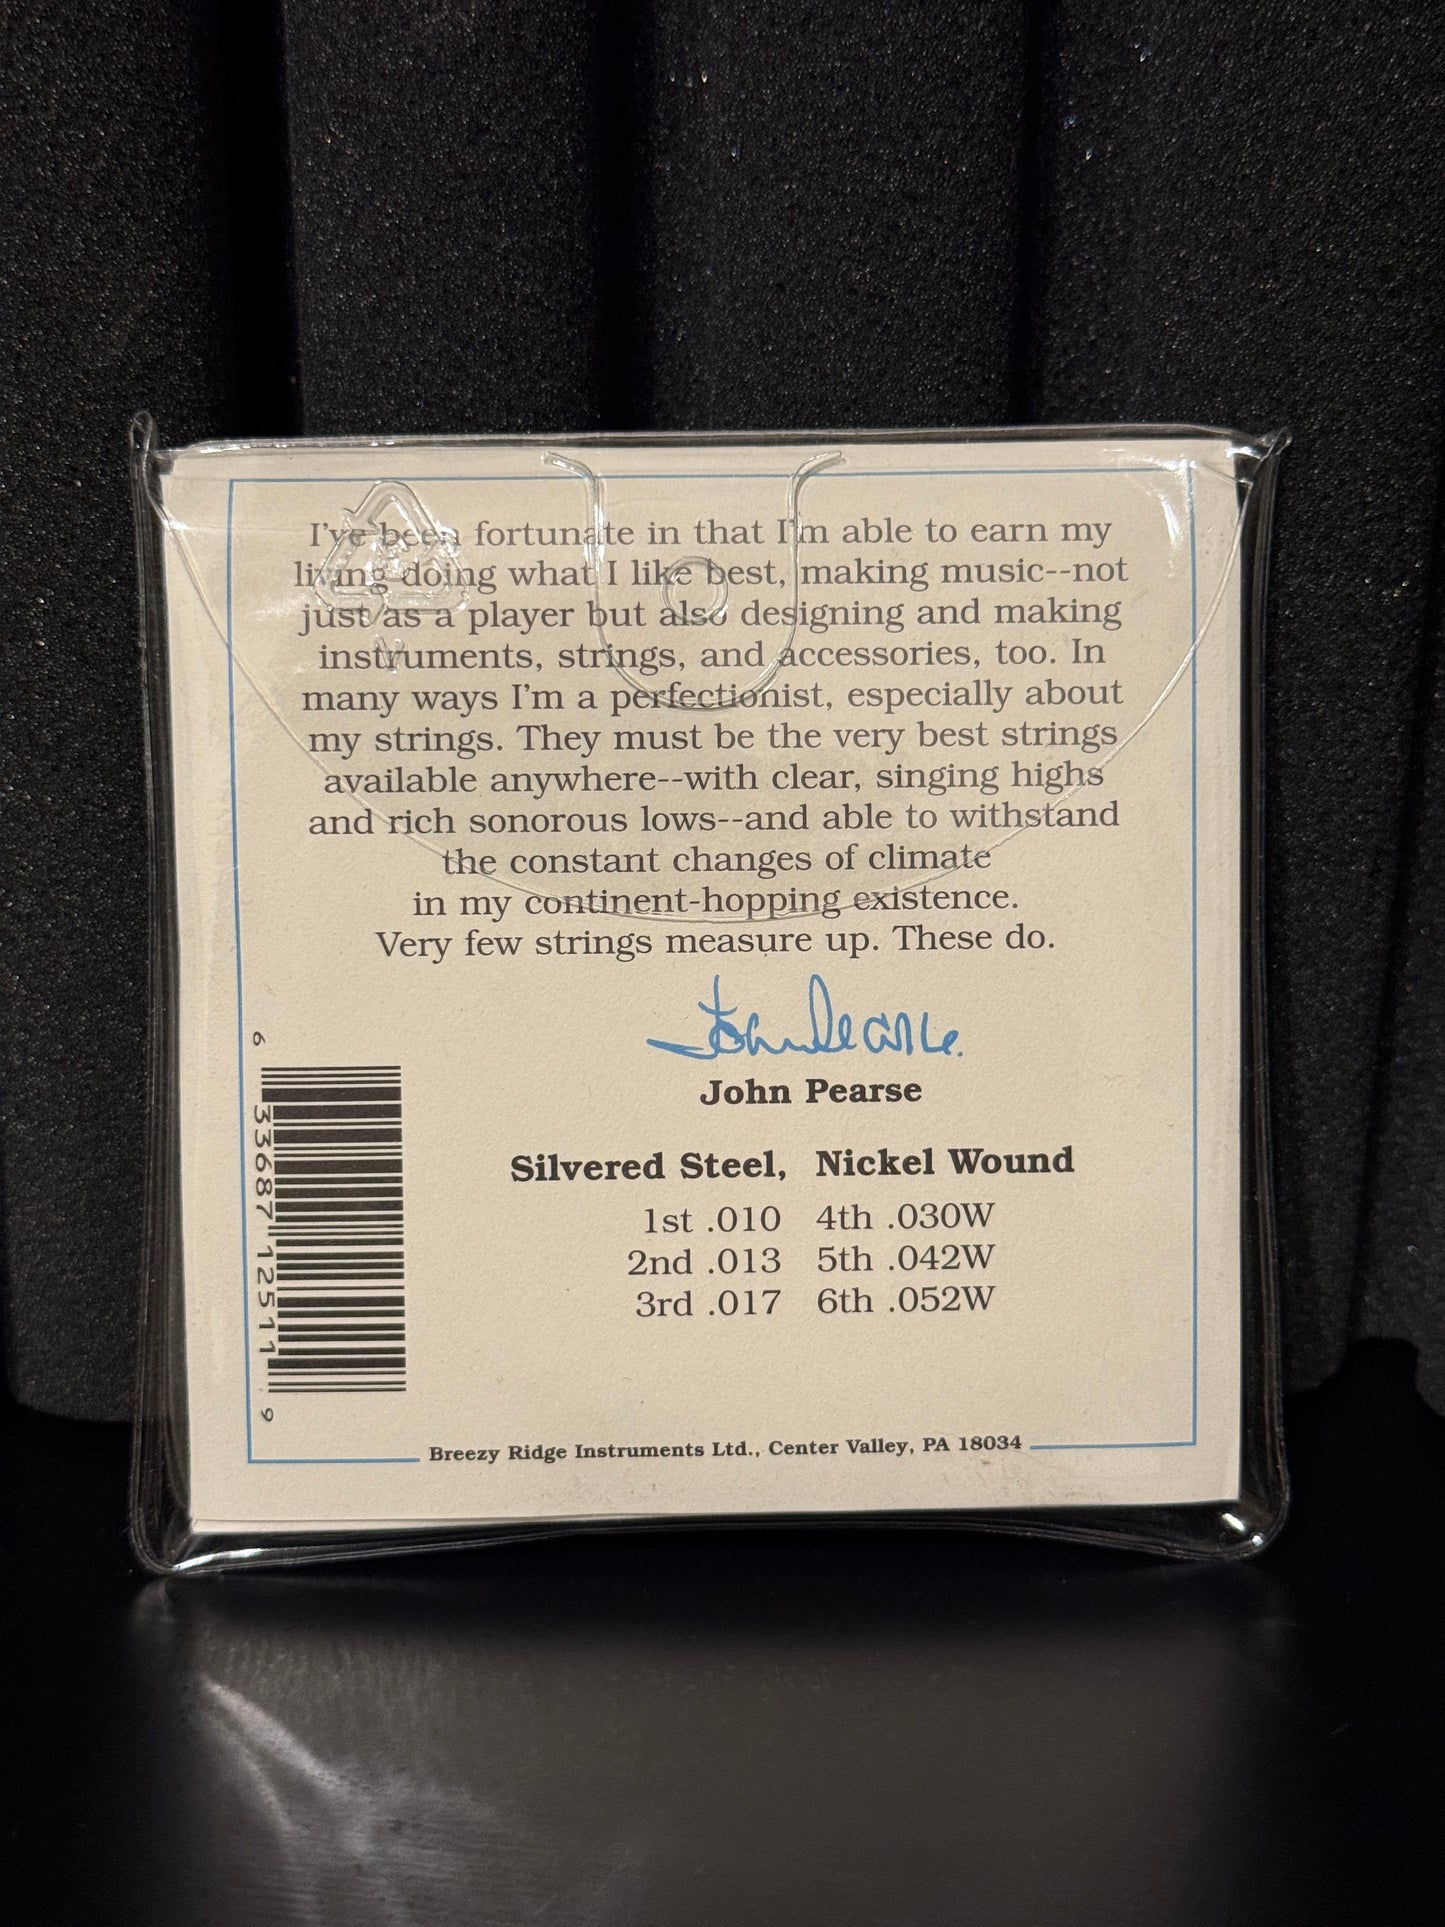 I've been fortunate in that I'm able to earn my
living doing what I like best, making music--not
just as a player but also designing and making
instruments, strings, and accessories, too. In
many ways I'm a perfectionist, especially about
my strings. They must be the very best strings
available anywhere--with clear, singing highs
and rich sonorous lows--and able to withstand
the constant changes of climate
in my continent-hopping existence.
Very few strings measure up. These do.
John Pearse.
John Pearse
Silvered Steel, Nickel Wound
1st .010 4th .030W
2nd .013 5th .042W
3rd .017 6th .052W
6 33687 12511 9
Breezy Ridge Instruments Ltd., Center Valley, PA 18034